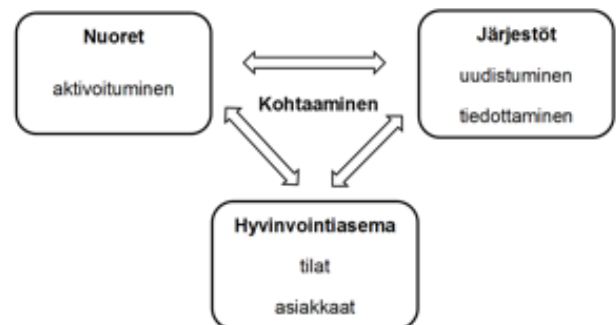 Nuoret
aktivoituminen
Järjestöt
uudistuminen
tiedottaminen
Kohtaaminen
Hyvinvointiasema
tilat
asiakkaat